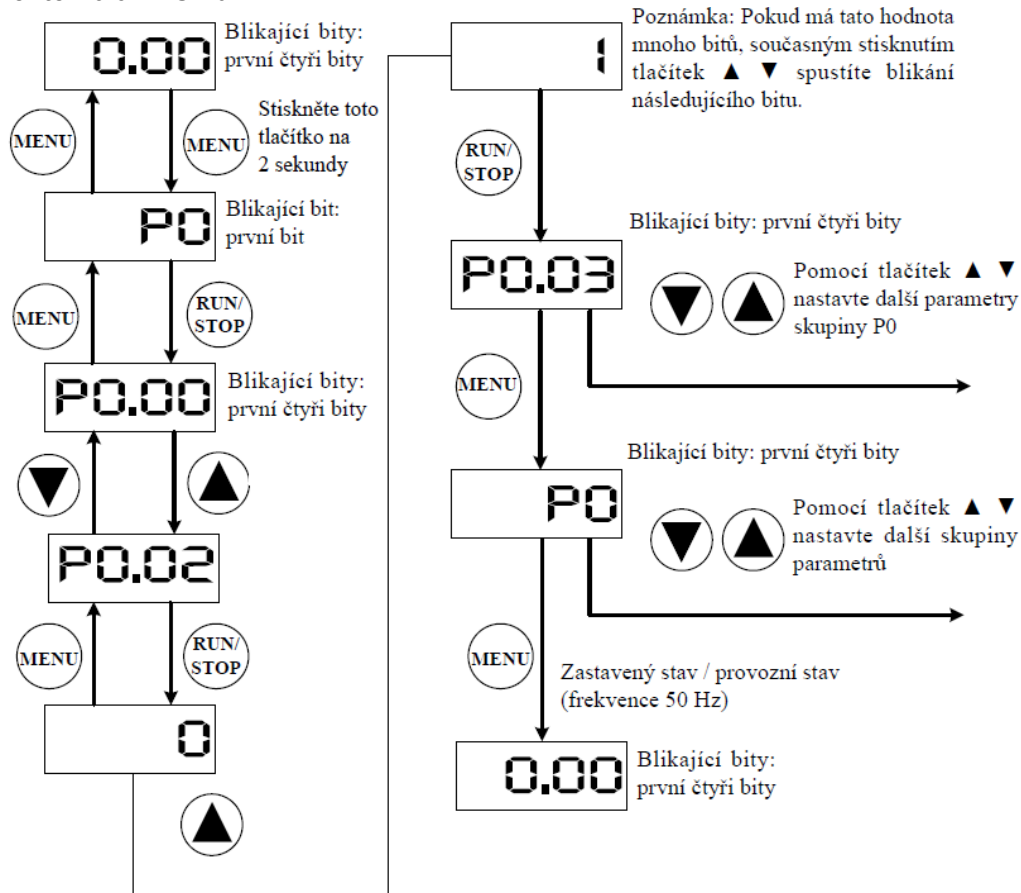 0.00
Blikající bity:
první čtyři bity
MENU
MENU
Stiskněte toto
tlačítko na
2 sekundy
P0
Blikající bit:
první bit
MENU
RUN/
STOP
P0.00
Blikající bity:
první čtyři bity
▼
▲
P0.02
MENU
RUN/
STOP
0
▲
1
Poznámka: Pokud má tato hodnota
mnoho bitů, současným stisknutím
tlačítek ▲ ▼ spustíte blikání
následujícího bitu.
RUN/
STOP
Blikající bity: první čtyři bity
P0.03
▼ ▲
Pomocí tlačítek ▲ ▼
nastavte další parametry
skupiny P0
MENU
Blikající bity: první čtyři bity
P0
▼ ▲
Pomocí tlačítek ▲ ▼
nastavte další skupiny
parametrů
MENU
Zastavený stav / provozní stav
(frekvence 50 Hz)
0.00
Blikající bity:
první čtyři bity